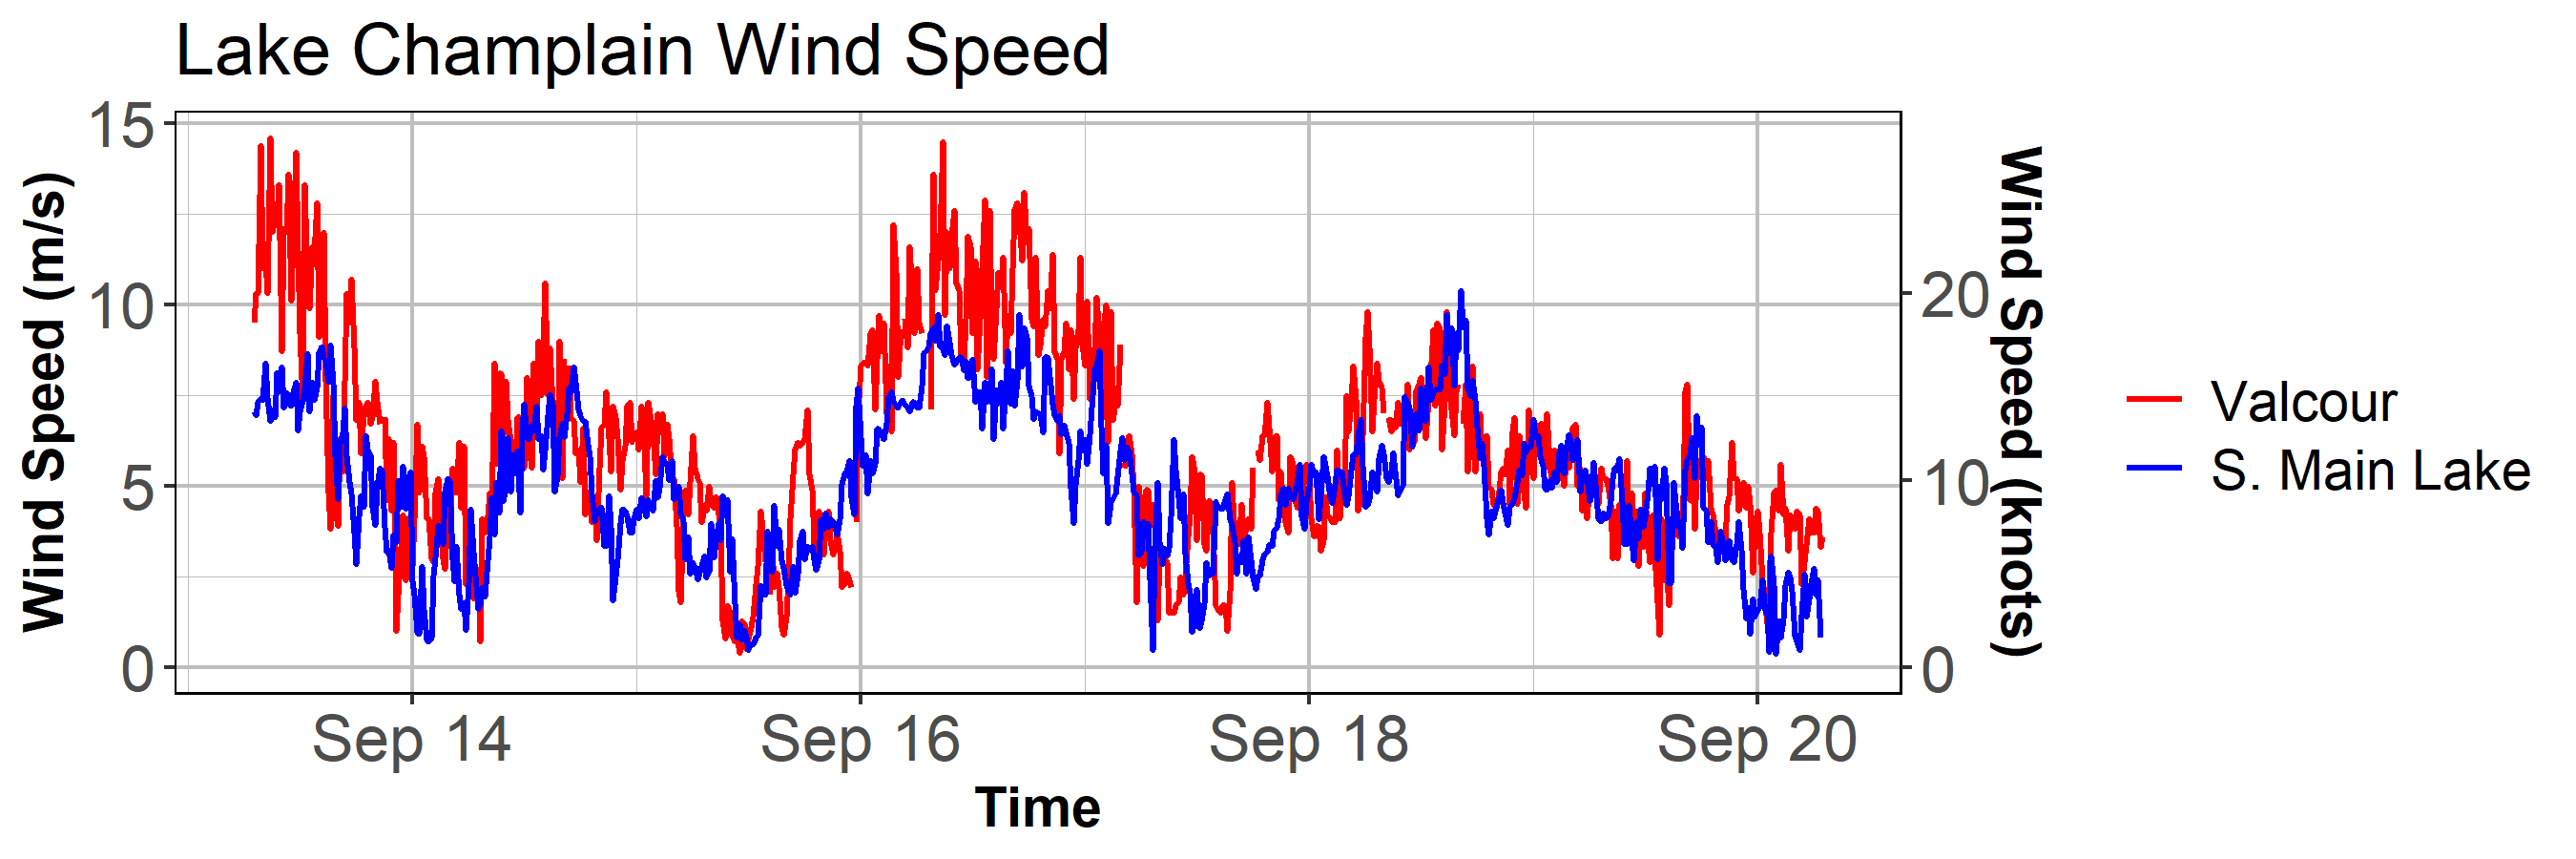 Lake Champlain Wind Speed
Wind Speed (m/s)
15
10
5
0
Sep 14
Sep 16
Sep 18
Sep 20
Time
20
10
0
Wind Speed (knots)
Valcour
S. Main Lake